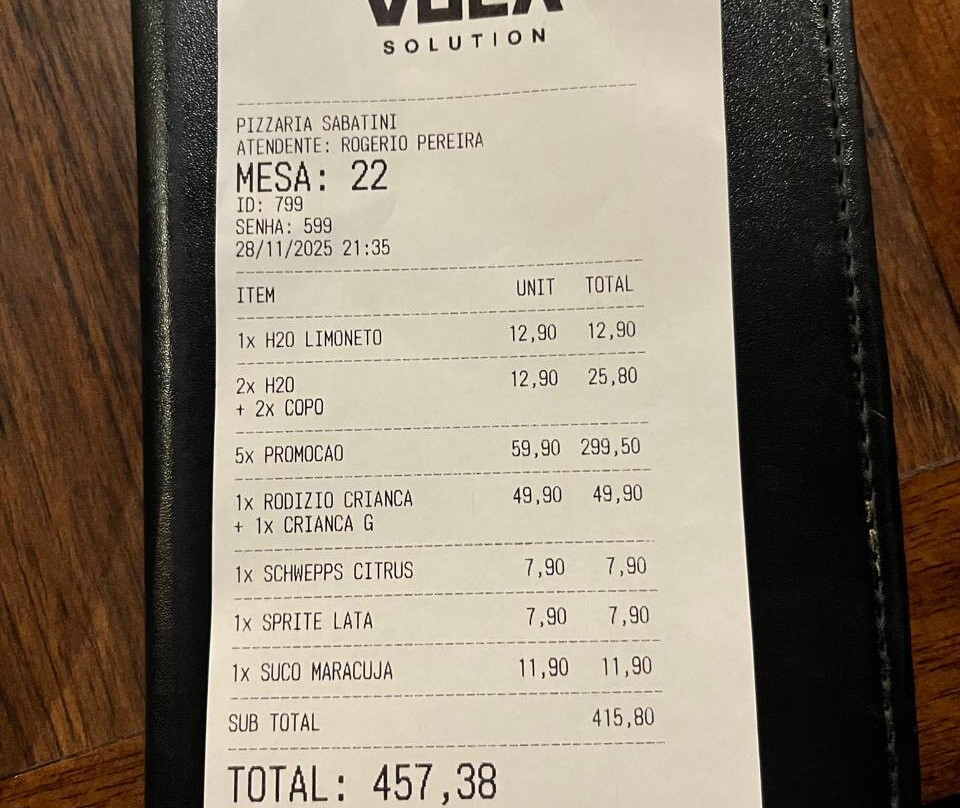 SOLUTION
PIZZARIA SABATINI
ATENDENTE: ROGERIO PEREIRA
MESA: 22
ID: 799
SENHA: 599
28/11/2025 21:35
ITEM UNIT TOTAL
1x H2O LIMONETO 12,90 12,90
2x H2O 12,90 25,80
+ 2x COPO
5x PROMOCAO 59,90 299,50
1x RODIZIO CRIANCA 49,90 49,90
+ 1x CRIANCA G
1x SCHWEPPS CITRUS 7,90 7,90
1x SPRITE LATA 7,90 7,90
1x SUCO MARACUJA 11,90 11,90
SUB TOTAL 415,80
TOTAL: 457,38